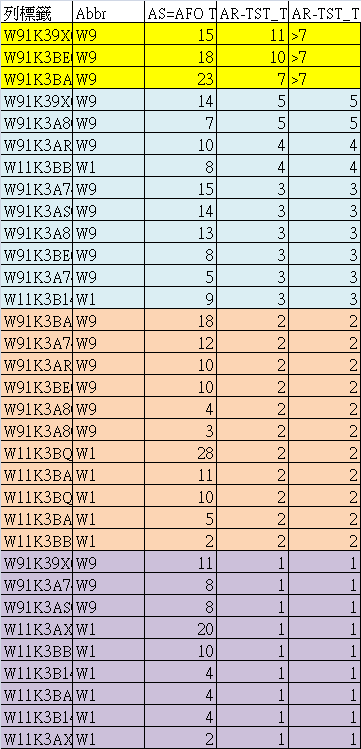 列標籤 Abbr AS=AFO T AR-TST_T AR-TST_T
W91K39X W9 15 11 >7
W91K3BE W9 18 10 >7
W91K3BA W9 23 7 >7
W91K39X W9 14 5 5
W91K3A8 W9 7 5 5
W91K3AR W9 10 4 4
W11K3BB W1 8 4 4
W91K3A7 W9 15 3 3
W91K3AS W9 14 3 3
W91K3A8 W9 13 3 3
W91K3BE W9 8 3 3
W91K3A7 W9 5 3 3
W11K3B14 W1 9 3 3
W91K3BA W9 18 2 2
W91K3A7 W9 12 2 2
W91K3AR W9 10 2 2
W91K3BE W9 10 2 2
W91K3A8 W9 4 2 2
W91K3A8 W9 3 2 2
W11K3BQ W1 28 2 2
W11K3BA W1 11 2 2
W11K3BQ W1 10 2 2
W11K3BA W1 5 2 2
W11K3BB W1 2 2 2
W91K39X W9 11 1 1
W91K3A7 W9 8 1 1
W91K3AS W9 8 1 1
W11K3AX W1 20 1 1
W11K3BB W1 10 1 1
W11K3B14 W1 4 1 1
W11K3BA W1 4 1 1
W11K3B14 W1 4 1 1
W11K3AX W1 2 1 1